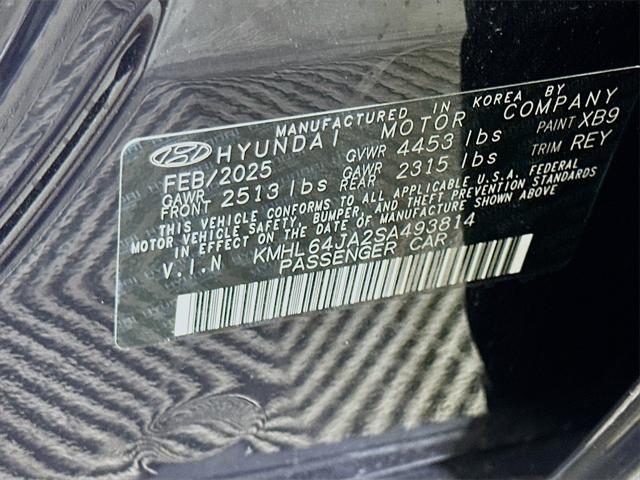 MANUFACTURED IN KOREA BY
HYUNDAI MOTOR COMPANY
FEB/2025 GVWR 4453 lbs PAINT XB9
GAWR FRONT 2513 lbs GAWR REAR 2315 lbs TRIM REY
THIS VEHICLE CONFORMS TO ALL APPLICABLE U.S.A. FEDERAL
MOTOR VEHICLE SAFETY, BUMPER, AND THEFT PREVENTION STANDARDS
IN EFFECT ON THE DATE OF MANUFACTURE SHOWN ABOVE
V.I.N KMHL64JA2SA493814
PASSENGER CAR